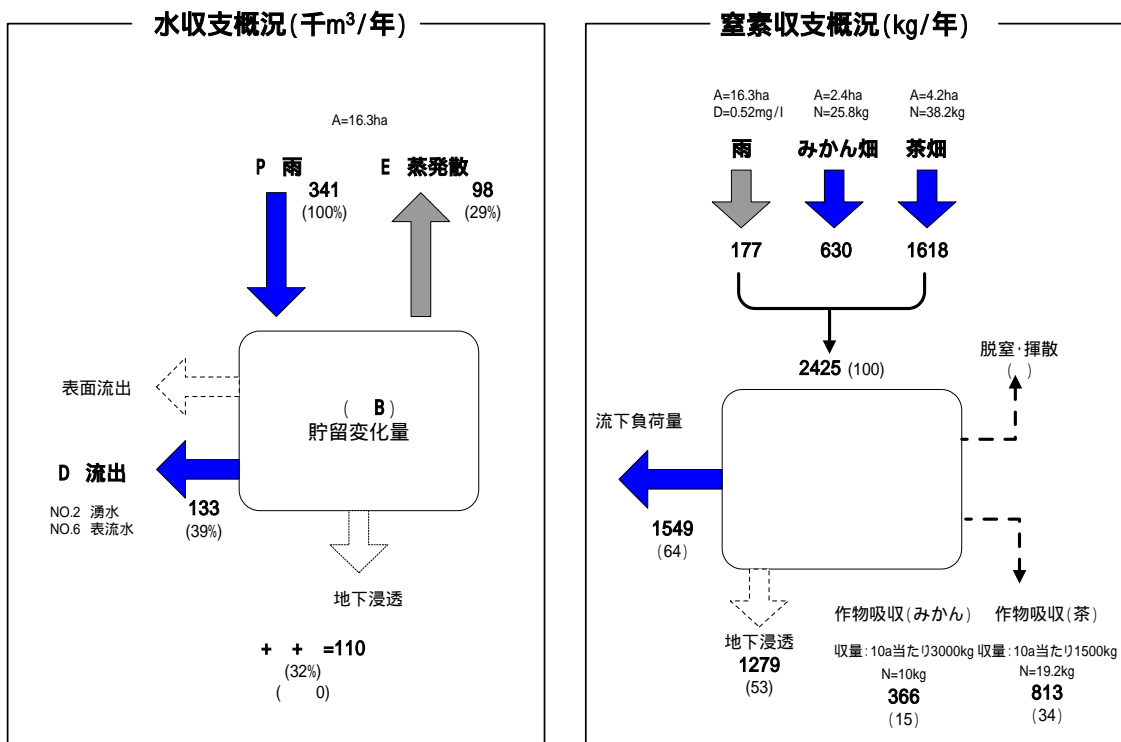 水収支概況(千m³/年)
A=16.3ha
P 雨
341
(100%)
E 蒸発散
98
(29%)
表面流出
( B)
貯留変化量
D 流出
NO.2 湧水
NO.6 表流水
133
(39%)
地下浸透
+ + =110
(32%)
( 0)
窒素収支概況(kg/年)
A=16.3ha
D=0.52mg/l
雨
177
A=2.4ha
N=25.8kg
みかん畑
630
A=4.2ha
N=38.2kg
茶畑
1618
2425 (100)
脱窒・揮散
( )
流下負荷量
1549
(64)
地下浸透
1279
(53)
作物吸収(みかん)
収量:10a当たり3000kg
N=10kg
366
(15)
作物吸収(茶)
収量:10a当たり1500kg
N=19.2kg
813
(34)